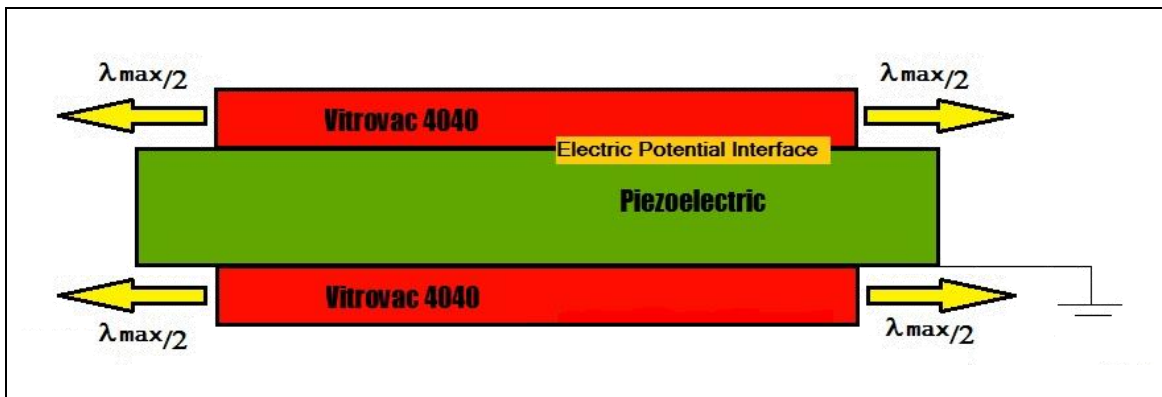 λmax/2 λmax/2
Vitrovac 4040
Electric Potential Interface
Piezoelectric
Vitrovac 4040
λmax/2 λmax/2